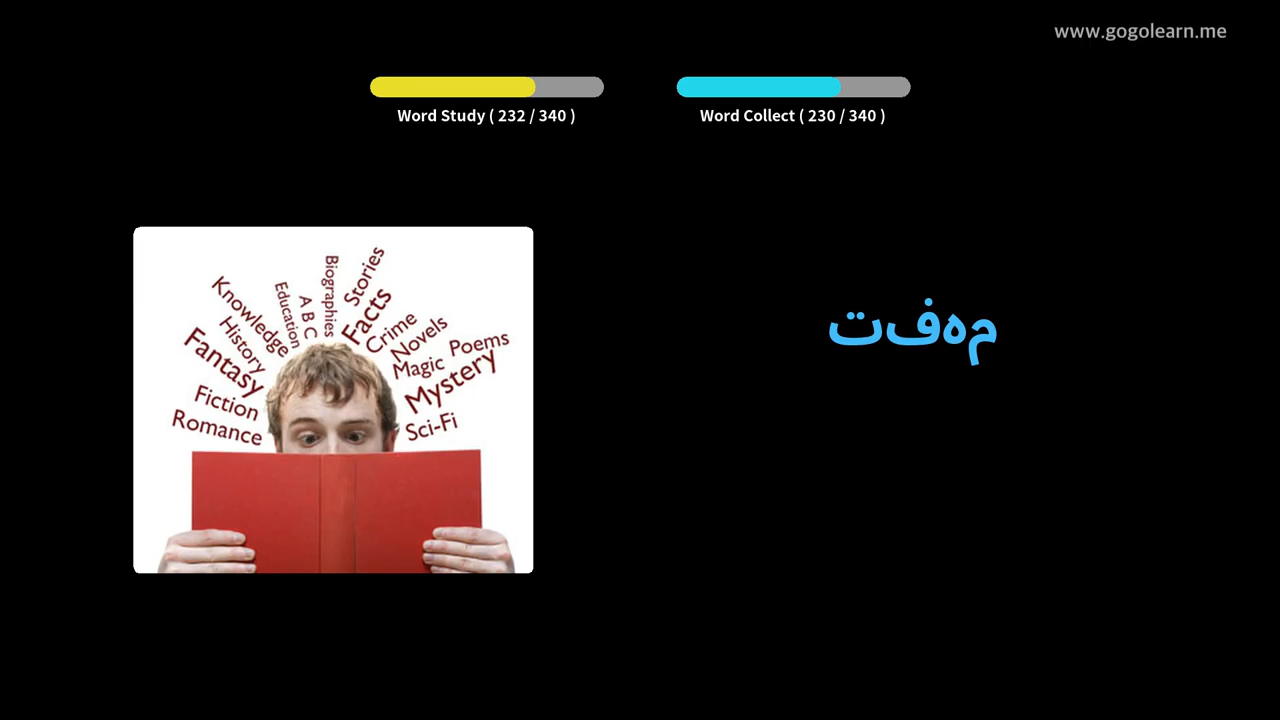 www.gogolearn.me
Word Study ( 232 / 340 )
Word Collect ( 230 / 340 )
Knowledge
Education
A B C
Biographies
Stories
Facts
History
Crime
Novels
Fantasy
Magic
Poems
Mystery
Fiction
Romance
Sci-Fi
مهفت